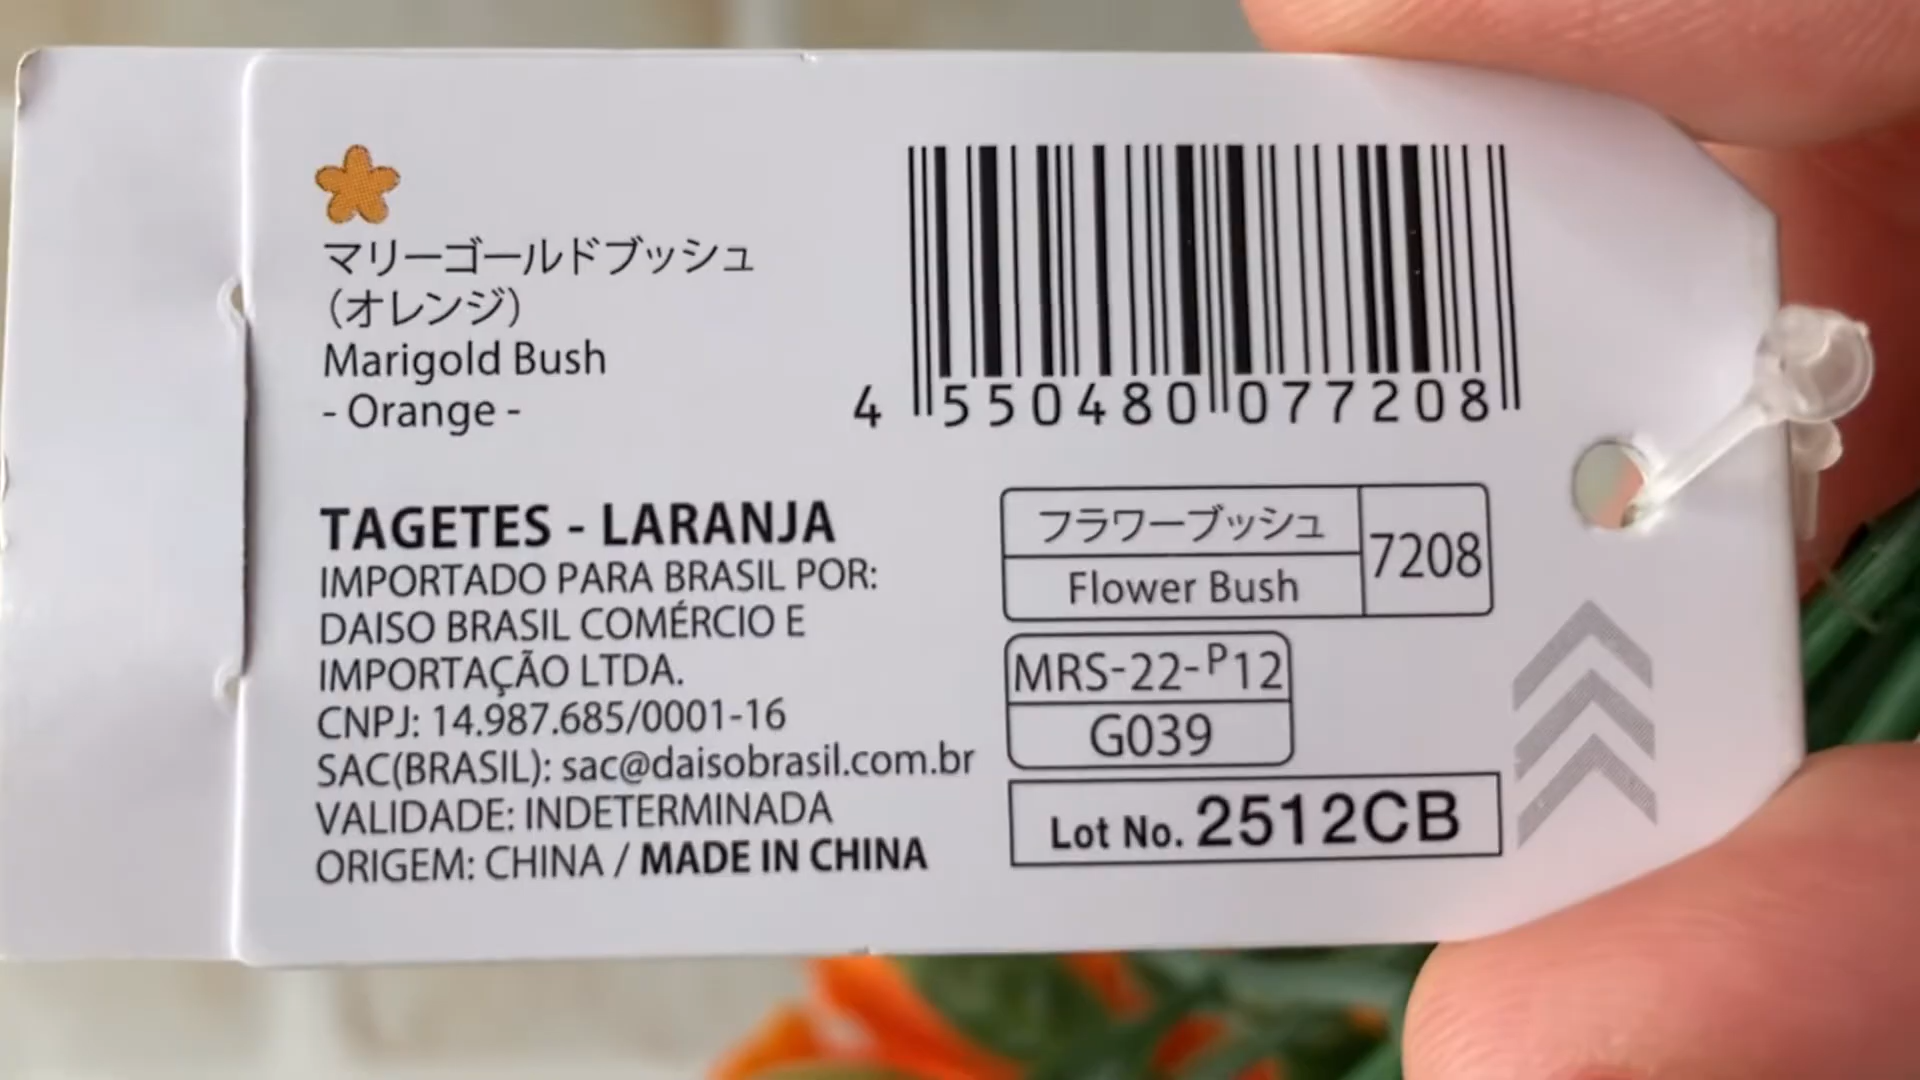 マリーゴールドブッシュ
(オレンジ)
Marigold Bush
- Orange -
4 550480 077208
TAGETES - LARANJA
IMPORTADO PARA BRASIL POR:
DAISO BRASIL COMÉRCIO E
IMPORTAÇÃO LTDA.
CNPJ: 14.987.685/0001-16
SAC(BRASIL): sac@daisobrasil.com.br
VALIDADE: INDETERMINADA
ORIGEM: CHINA / MADE IN CHINA
フラワーブッシュ
Flower Bush
7208
MRS-22-P12
G039
Lot No. 2512CB